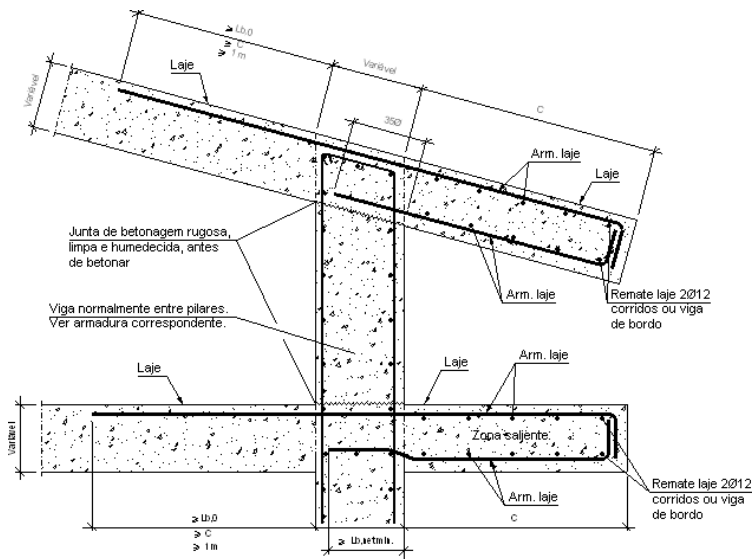 ≥ Lb,0
≥ C
≥ 1 m
Variável
Laje
Variável
C
35Ø
Arm. laje
Laje
Junta de betonagem rugosa,
limpa e humedecida, antes
de betonar
Arm. laje
Remate laje 2Ø12
corridos ou viga
de bordo
Viga normalmente entre pilares.
Ver armadura correspondente.
Laje
Laje
Arm. laje
Variável
Zona saliente.
Remate laje 2Ø12
corridos ou viga
de bordo
Arm. laje
≥ Lb,0
≥ C
≥ 1 m
C
≥ Lb,net mín.